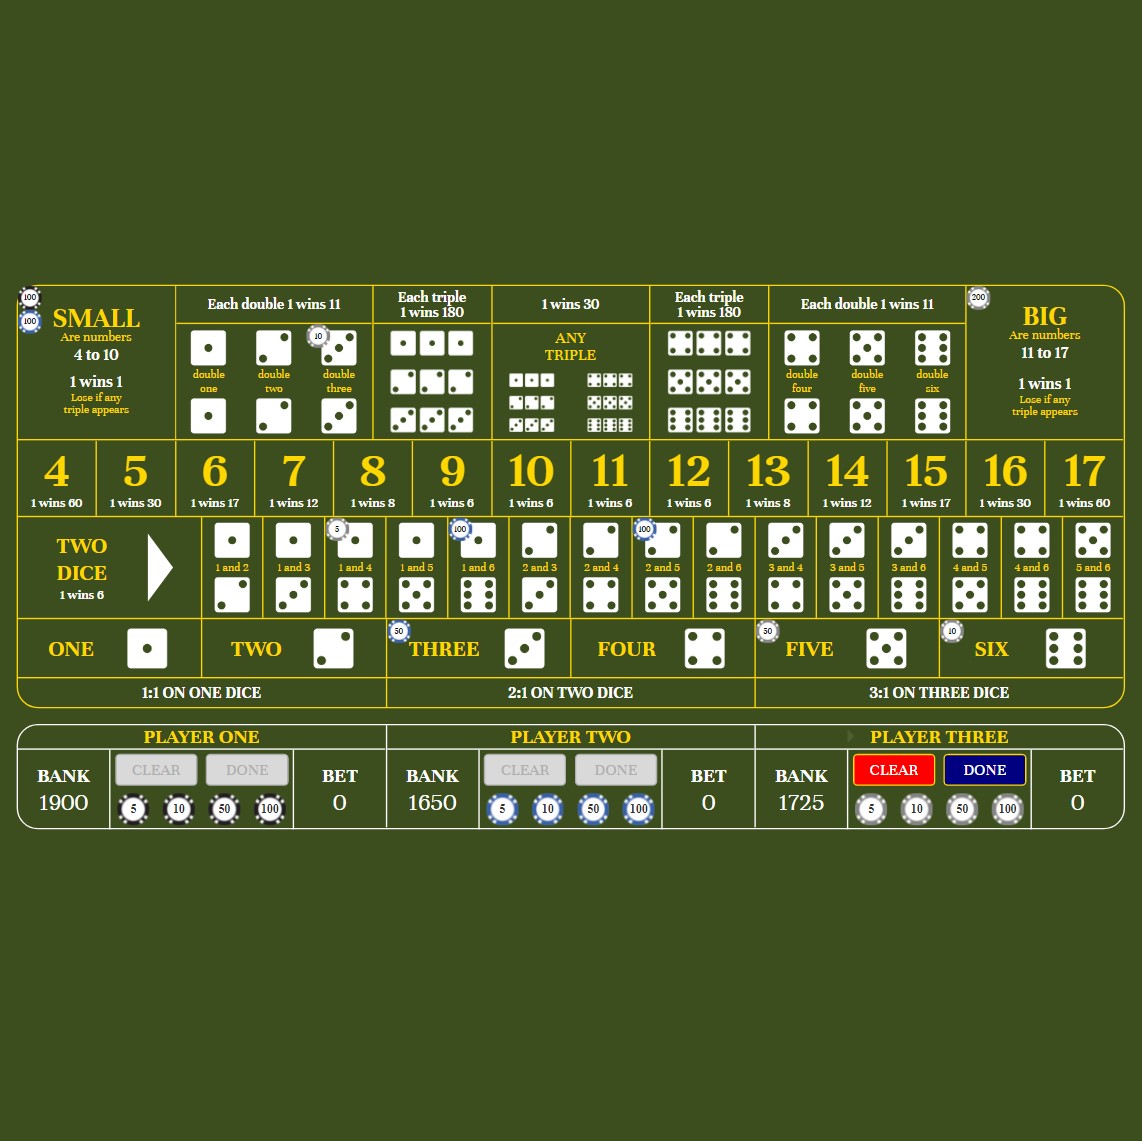 100
100
SMALL
Are numbers
4 to 10
1 wins 1
Lose if any
triple appears
Each double 1 wins 11
double
one
double
two
10
double
three
Each triple
1 wins 180
1 wins 30
ANY
TRIPLE
Each triple
1 wins 180
Each double 1 wins 11
double
four
double
five
double
six
200
BIG
Are numbers
11 to 17
1 wins 1
Lose if any
triple appears
4 5 6 7 8 9 10 11 12 13 14 15 16 17
1 wins 60 1 wins 30 1 wins 17 1 wins 12 1 wins 8 1 wins 6 1 wins 6 1 wins 6 1 wins 6 1 wins 8 1 wins 12 1 wins 17 1 wins 30 1 wins 60
TWO
DICE
1 wins 6
5 100 100
1 and 2 1 and 3 1 and 4 1 and 5 1 and 6 2 and 3 2 and 4 2 and 5 2 and 6 3 and 4 3 and 5 3 and 6 4 and 5 4 and 6 5 and 6
50 50 10
ONE TWO THREE FOUR FIVE SIX
1:1 ON ONE DICE 2:1 ON TWO DICE 3:1 ON THREE DICE
PLAYER ONE
BANK
1900
CLEAR DONE
5 10 50 100
BET
0
PLAYER TWO
BANK
1650
CLEAR DONE
5 10 50 100
BET
0
PLAYER THREE
BANK
1725
CLEAR DONE
5 10 50 100
BET
0